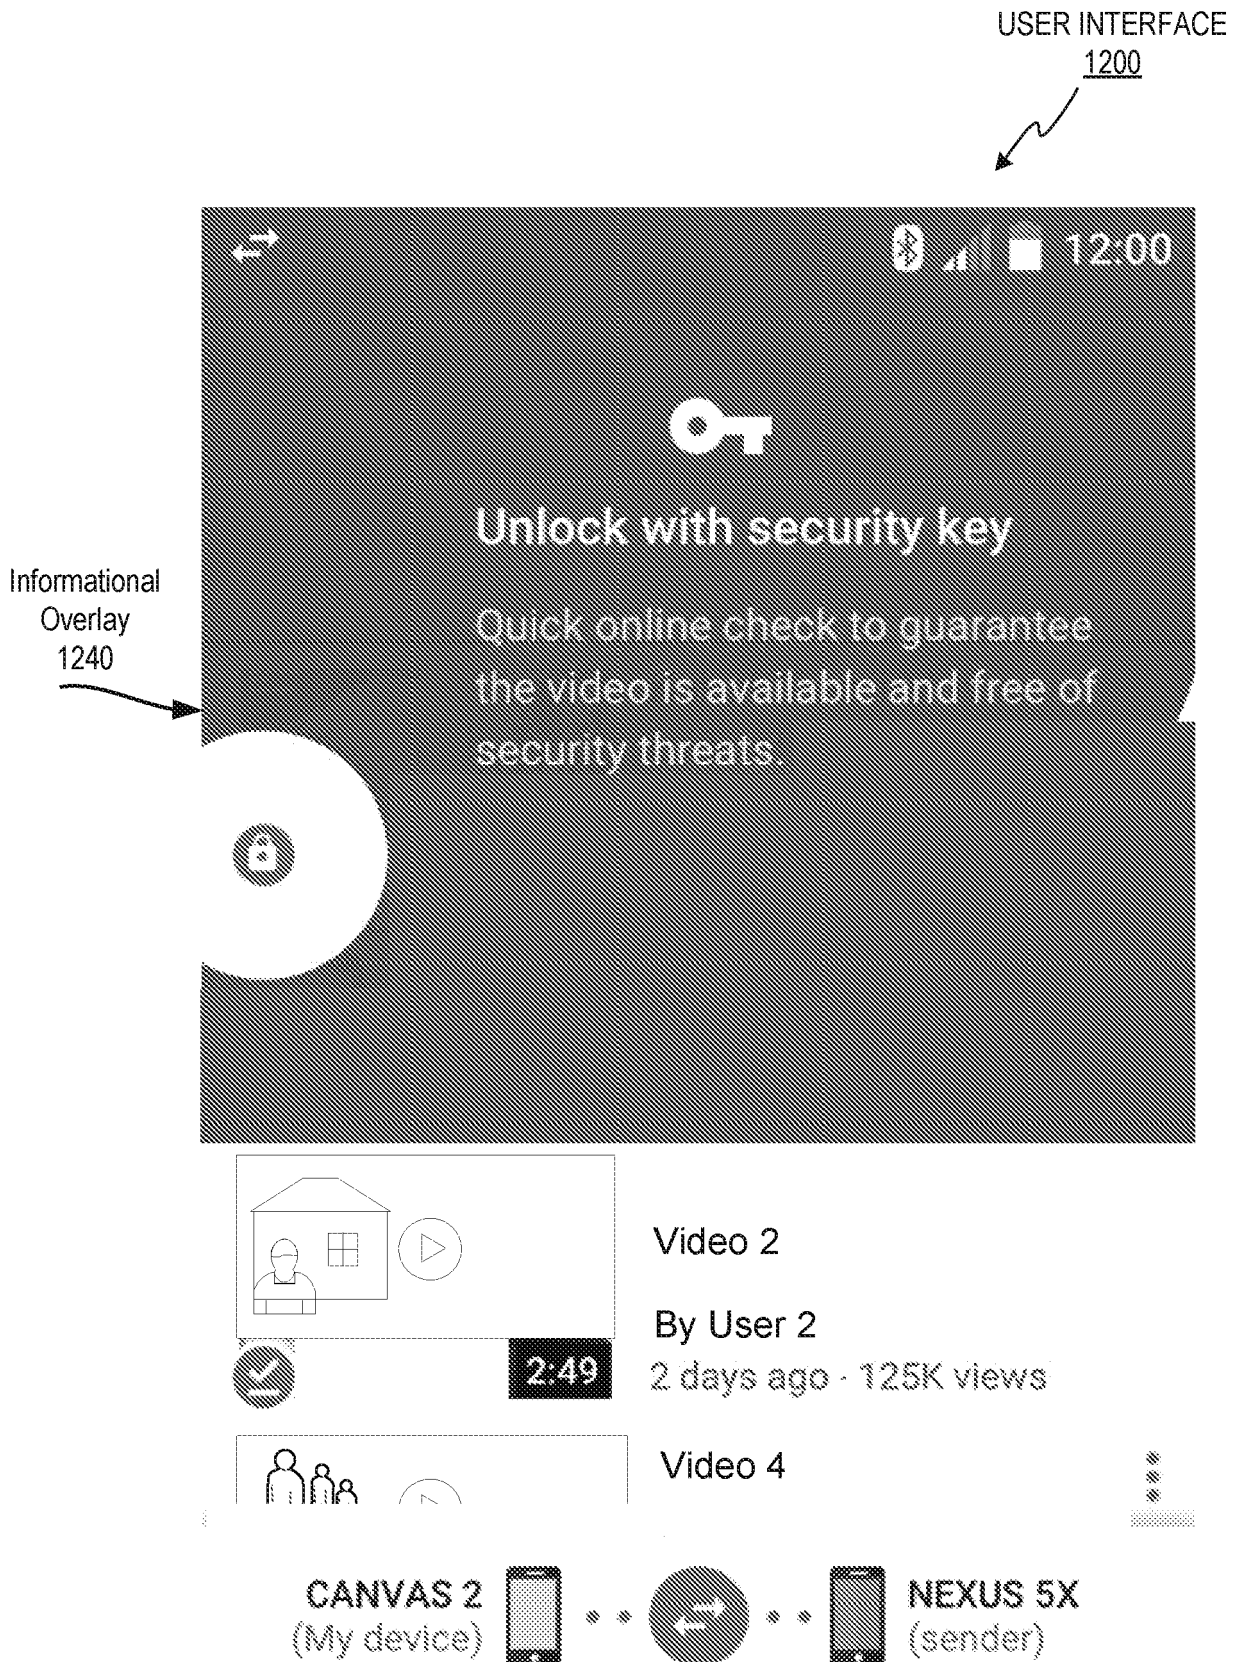 USER INTERFACE
1200
12:00
Unlock with security key
Informational
Overlay
1240
Quick online check to guarantee
the video is available and free of
security threats.
Video 2
By User 2
2:49
2 days ago · 125K views
Video 4
CANVAS 2
(My device)
NEXUS 5X
(sender)